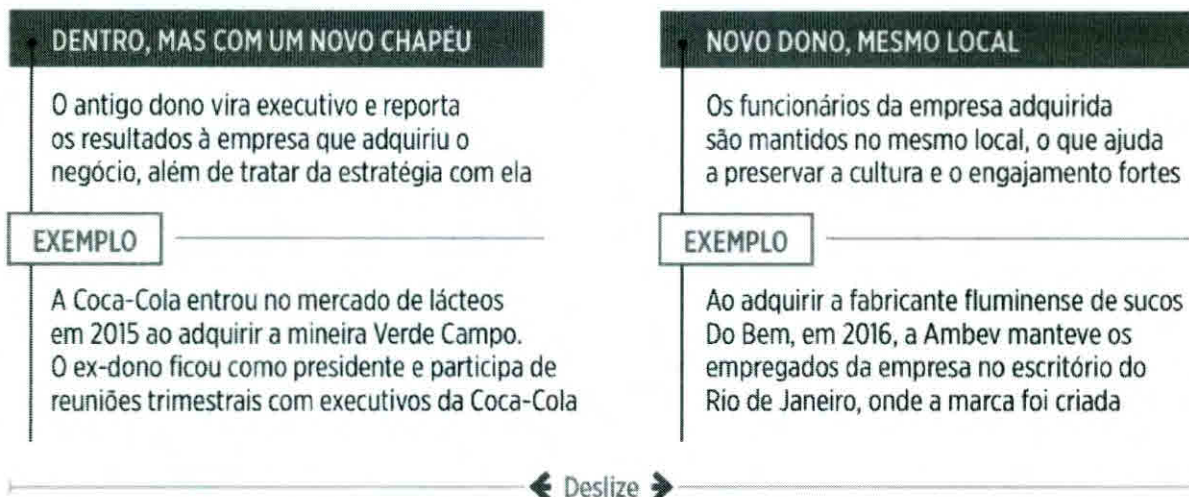 DENTRO, MAS COM UM NOVO CHAPÉU
O antigo dono vira executivo e reporta
os resultados à empresa que adquiriu o
negócio, além de tratar da estratégia com ela
EXEMPLO
A Coca-Cola entrou no mercado de lácteos
em 2015 ao adquirir a mineira Verde Campo.
O ex-dono ficou como presidente e participa de
reuniões trimestrais com executivos da Coca-Cola
NOVO DONO, MESMO LOCAL
Os funcionários da empresa adquirida
são mantidos no mesmo local, o que ajuda
a preservar a cultura e o engajamento fortes
EXEMPLO
Ao adquirir a fabricante fluminense de sucos
Do Bem, em 2016, a Ambev manteve os
empregados da empresa no escritório do
Rio de Janeiro, onde a marca foi criada
Deslize